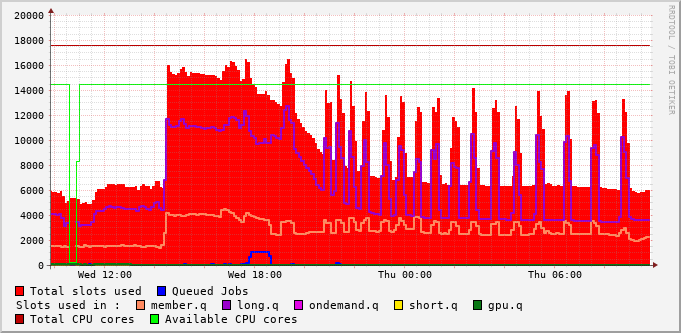 20000
18000
16000
14000
12000
10000
8000
6000
4000
2000
0
Wed 12:00 Wed 18:00 Thu 00:00 Thu 06:00
RRDTOOL / TOBI OETIKER
Total slots used Queued Jobs
Slots used in : member.q long.q ondemand.q short.q gpu.q
Total CPU cores Available CPU cores